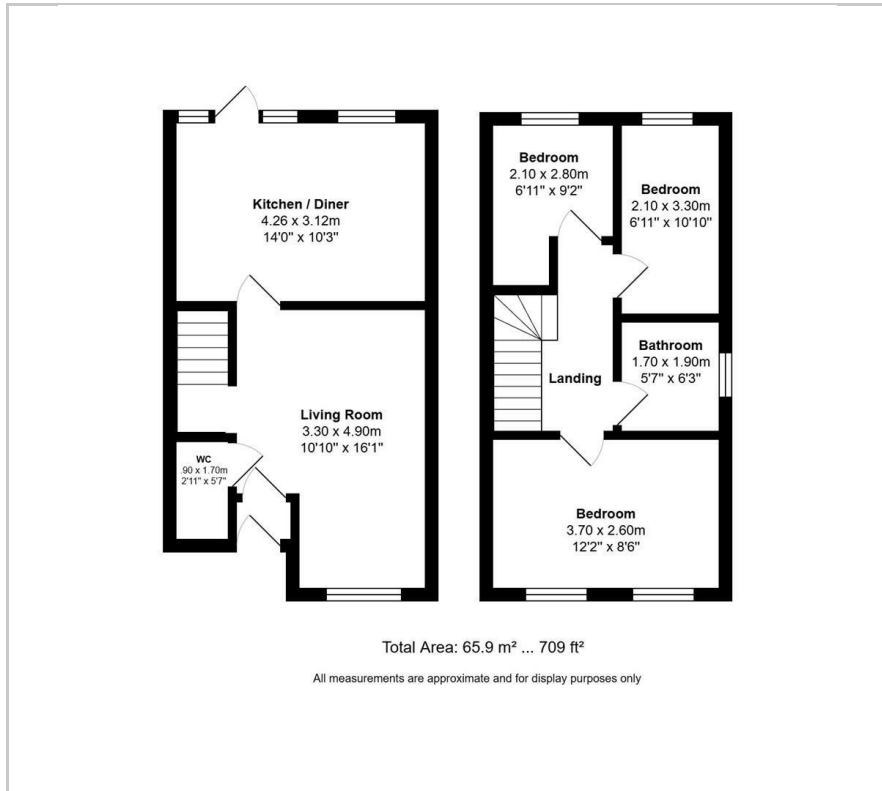 Kitchen / Diner
4.26 x 3.12m
14'0" x 10'3"
Living Room
3.30 x 4.90m
10'10" x 16'1"
WC
.90 x 1.70m
2'11" x 5'7"
Bedroom
2.10 x 2.80m
6'11" x 9'2"
Bedroom
2.10 x 3.30m
6'11" x 10'10"
Bathroom
1.70 x 1.90m
5'7" x 6'3"
Landing
Bedroom
3.70 x 2.60m
12'2" x 8'6"
Total Area: 65.9 m² ... 709 ft²
All measurements are approximate and for display purposes only